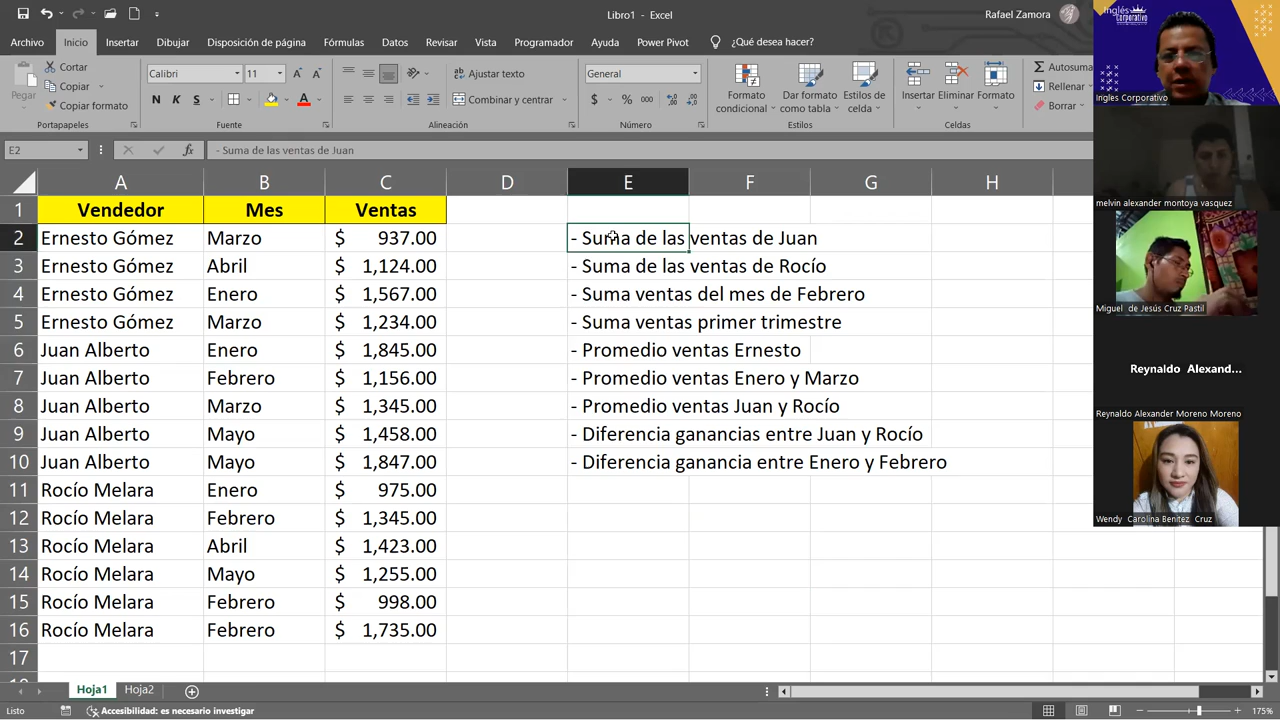 Libro1 - Excel
Rafael Zamora
Archivo Inicio Insertar Dibujar Disposición de página Fórmulas Datos Revisar Vista Programador Ayuda Power Pivot ¿Qué desea hacer?
Pegar
Cortar
Copiar
Copiar formato
Portapapeles
Calibri 11
N K S
Fuente
Ajustar texto
Combinar y centrar
Alineación
General
$ % 000
Número
Formato condicional
Dar formato como tabla
Estilos de celda
Estilos
Insertar Eliminar Formato
Celdas
Autosuma
Rellenar
Borrar
E2 fx - Suma de las ventas de Juan
A B C D E F G H
1 Vendedor Mes Ventas
2 Ernesto Gómez Marzo $ 937.00 - Suma de las ventas de Juan
3 Ernesto Gómez Abril $ 1,124.00 - Suma de las ventas de Rocío
4 Ernesto Gómez Enero $ 1,567.00 - Suma ventas del mes de Febrero
5 Ernesto Gómez Marzo $ 1,234.00 - Suma ventas primer trimestre
6 Juan Alberto Enero $ 1,845.00 - Promedio ventas Ernesto
7 Juan Alberto Febrero $ 1,156.00 - Promedio ventas Enero y Marzo
8 Juan Alberto Marzo $ 1,345.00 - Promedio ventas Juan y Rocío
9 Juan Alberto Mayo $ 1,458.00 - Diferencia ganancias entre Juan y Rocío
10 Juan Alberto Mayo $ 1,847.00 - Diferencia ganancia entre Enero y Febrero
11 Rocío Melara Enero $ 975.00
12 Rocío Melara Febrero $ 1,345.00
13 Rocío Melara Abril $ 1,423.00
14 Rocío Melara Mayo $ 1,255.00
15 Rocío Melara Febrero $ 998.00
16 Rocío Melara Febrero $ 1,735.00
17
Hoja1 Hoja2
Listo Accesibilidad: es necesario investigar 175%
Inglés Corporativo
Ingles Corporativo
melvin alexander montoya vasquez
Miguel de Jesús Cruz Pastil
Reynaldo Alexand...
Reynaldo Alexander Moreno Moreno
Wendy Carolina Benitez Cruz